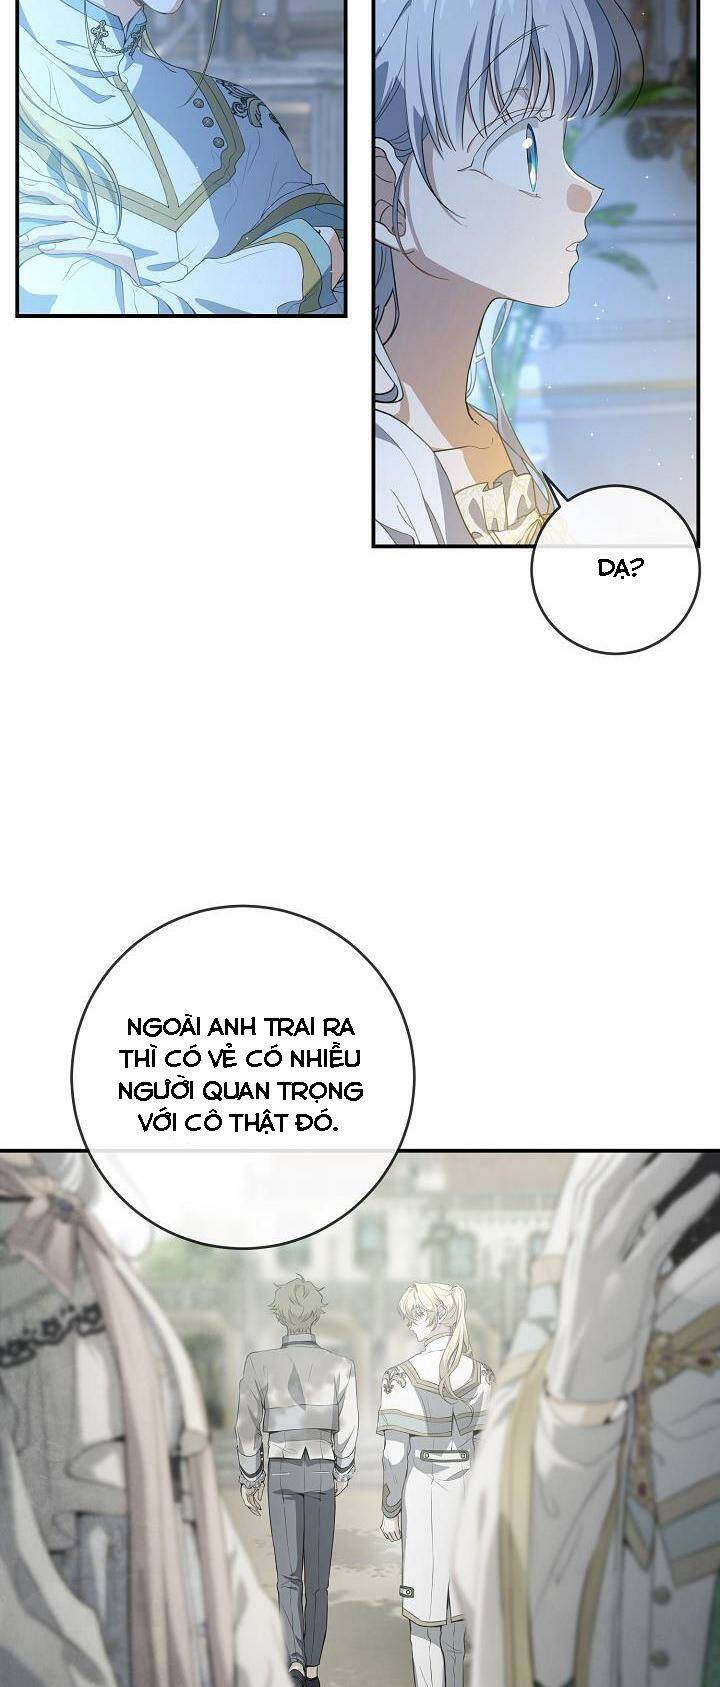 DẠ?
NGOÀI ANH TRAI RA
THÌ CÓ VẺ CÓ NHIỀU
NGƯỜI QUAN TRỌNG
VỚI CÔ THẬT ĐÓ.